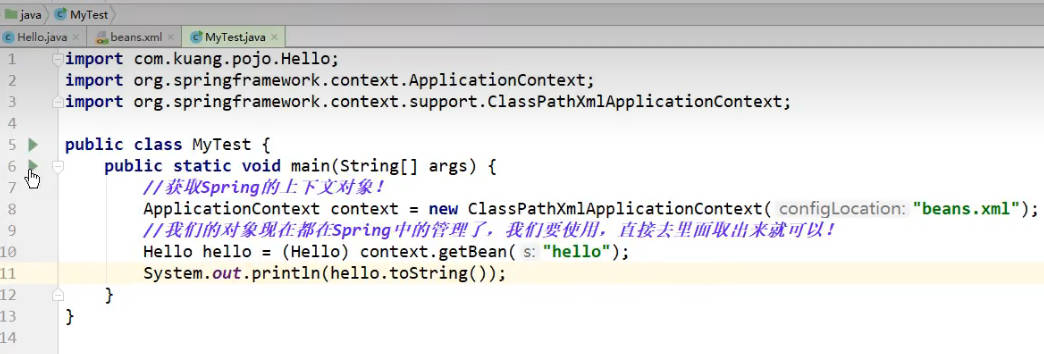 java MyTest
Hello.java beans.xml MyTest.java
1 import com.kuang.pojo.Hello;
2 import org.springframework.context.ApplicationContext;
3 import org.springframework.context.support.ClassPathXmlApplicationContext;
4
5 public class MyTest {
6 public static void main(String[] args) {
7 //获取Spring的上下文对象!
8 ApplicationContext context = new ClassPathXmlApplicationContext( configLocation: "beans.xml");
9 //我们的对象现在都在Spring中的管理了，我们要使用，直接去里面取出来就可以!
10 Hello hello = (Hello) context.getBean( s: "hello");
11 System.out.println(hello.toString());
12 }
13 }
14